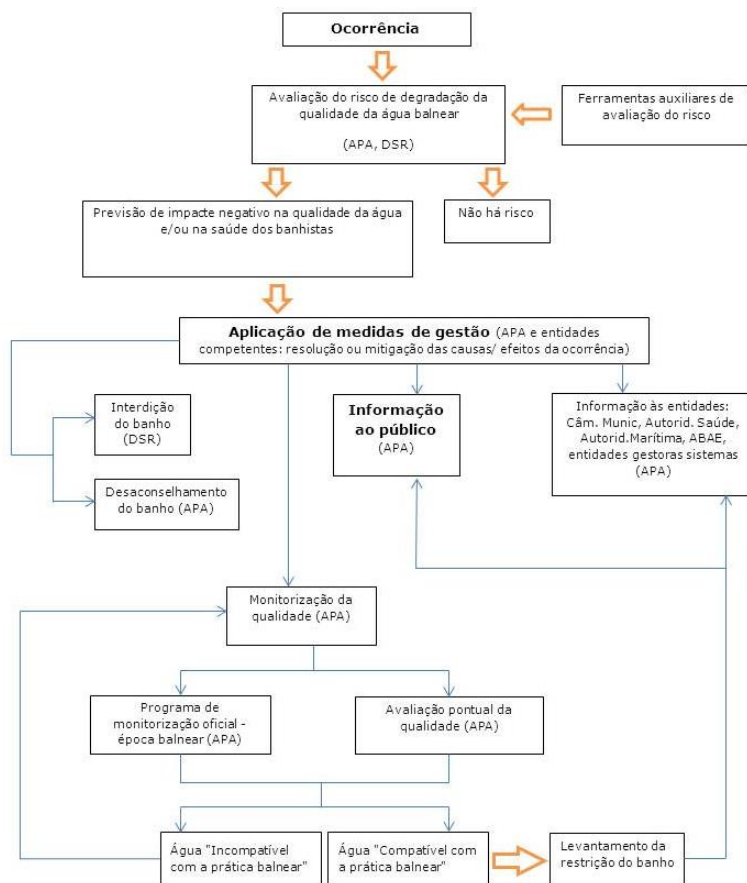 Ocorrência
Avaliação do risco de degradação da
qualidade da água balnear
(APA, DSR)
Ferramentas auxiliares de
avaliação do risco
Previsão de impacte negativo na qualidade da água
e/ou na saúde dos banhistas
Não há risco
Aplicação de medidas de gestão (APA e entidades
competentes: resolução ou mitigação das causas/ efeitos da ocorrência)
Interdição
do banho
(DSR)
Informação
ao público
(APA)
Informação às entidades:
Câm. Munic, Autorid. Saúde,
Autorid.Marítima, ABAE,
entidades gestoras sistemas
(APA)
Desaconselhamento
do banho (APA)
Monitorização da
qualidade (APA)
Programa de
monitorização oficial -
época balnear (APA)
Avaliação pontual da
qualidade (APA)
Água "Incompatível
com a prática balnear"
Água "Compatível com
a prática balnear"
Levantamento da
restrição do banho